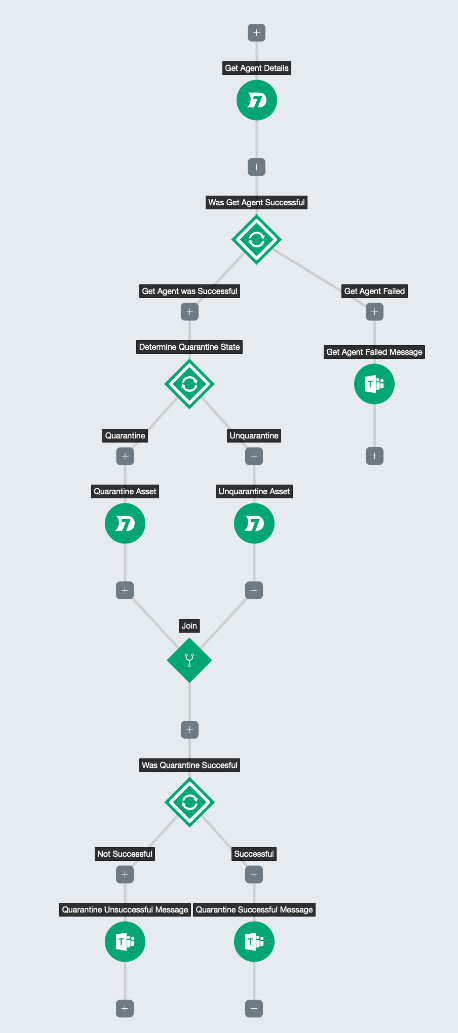 Get Agent Details
Was Get Agent Successful
Get Agent was Successful
Get Agent Failed
Determine Quarantine State
Get Agent Failed Message
Quarantine
Unquarantine
Quarantine Asset
Unquarantine Asset
Join
Was Quarantine Succesful
Not Successful
Successful
Quarantine Unsuccessful Message
Quarantine Successful Message